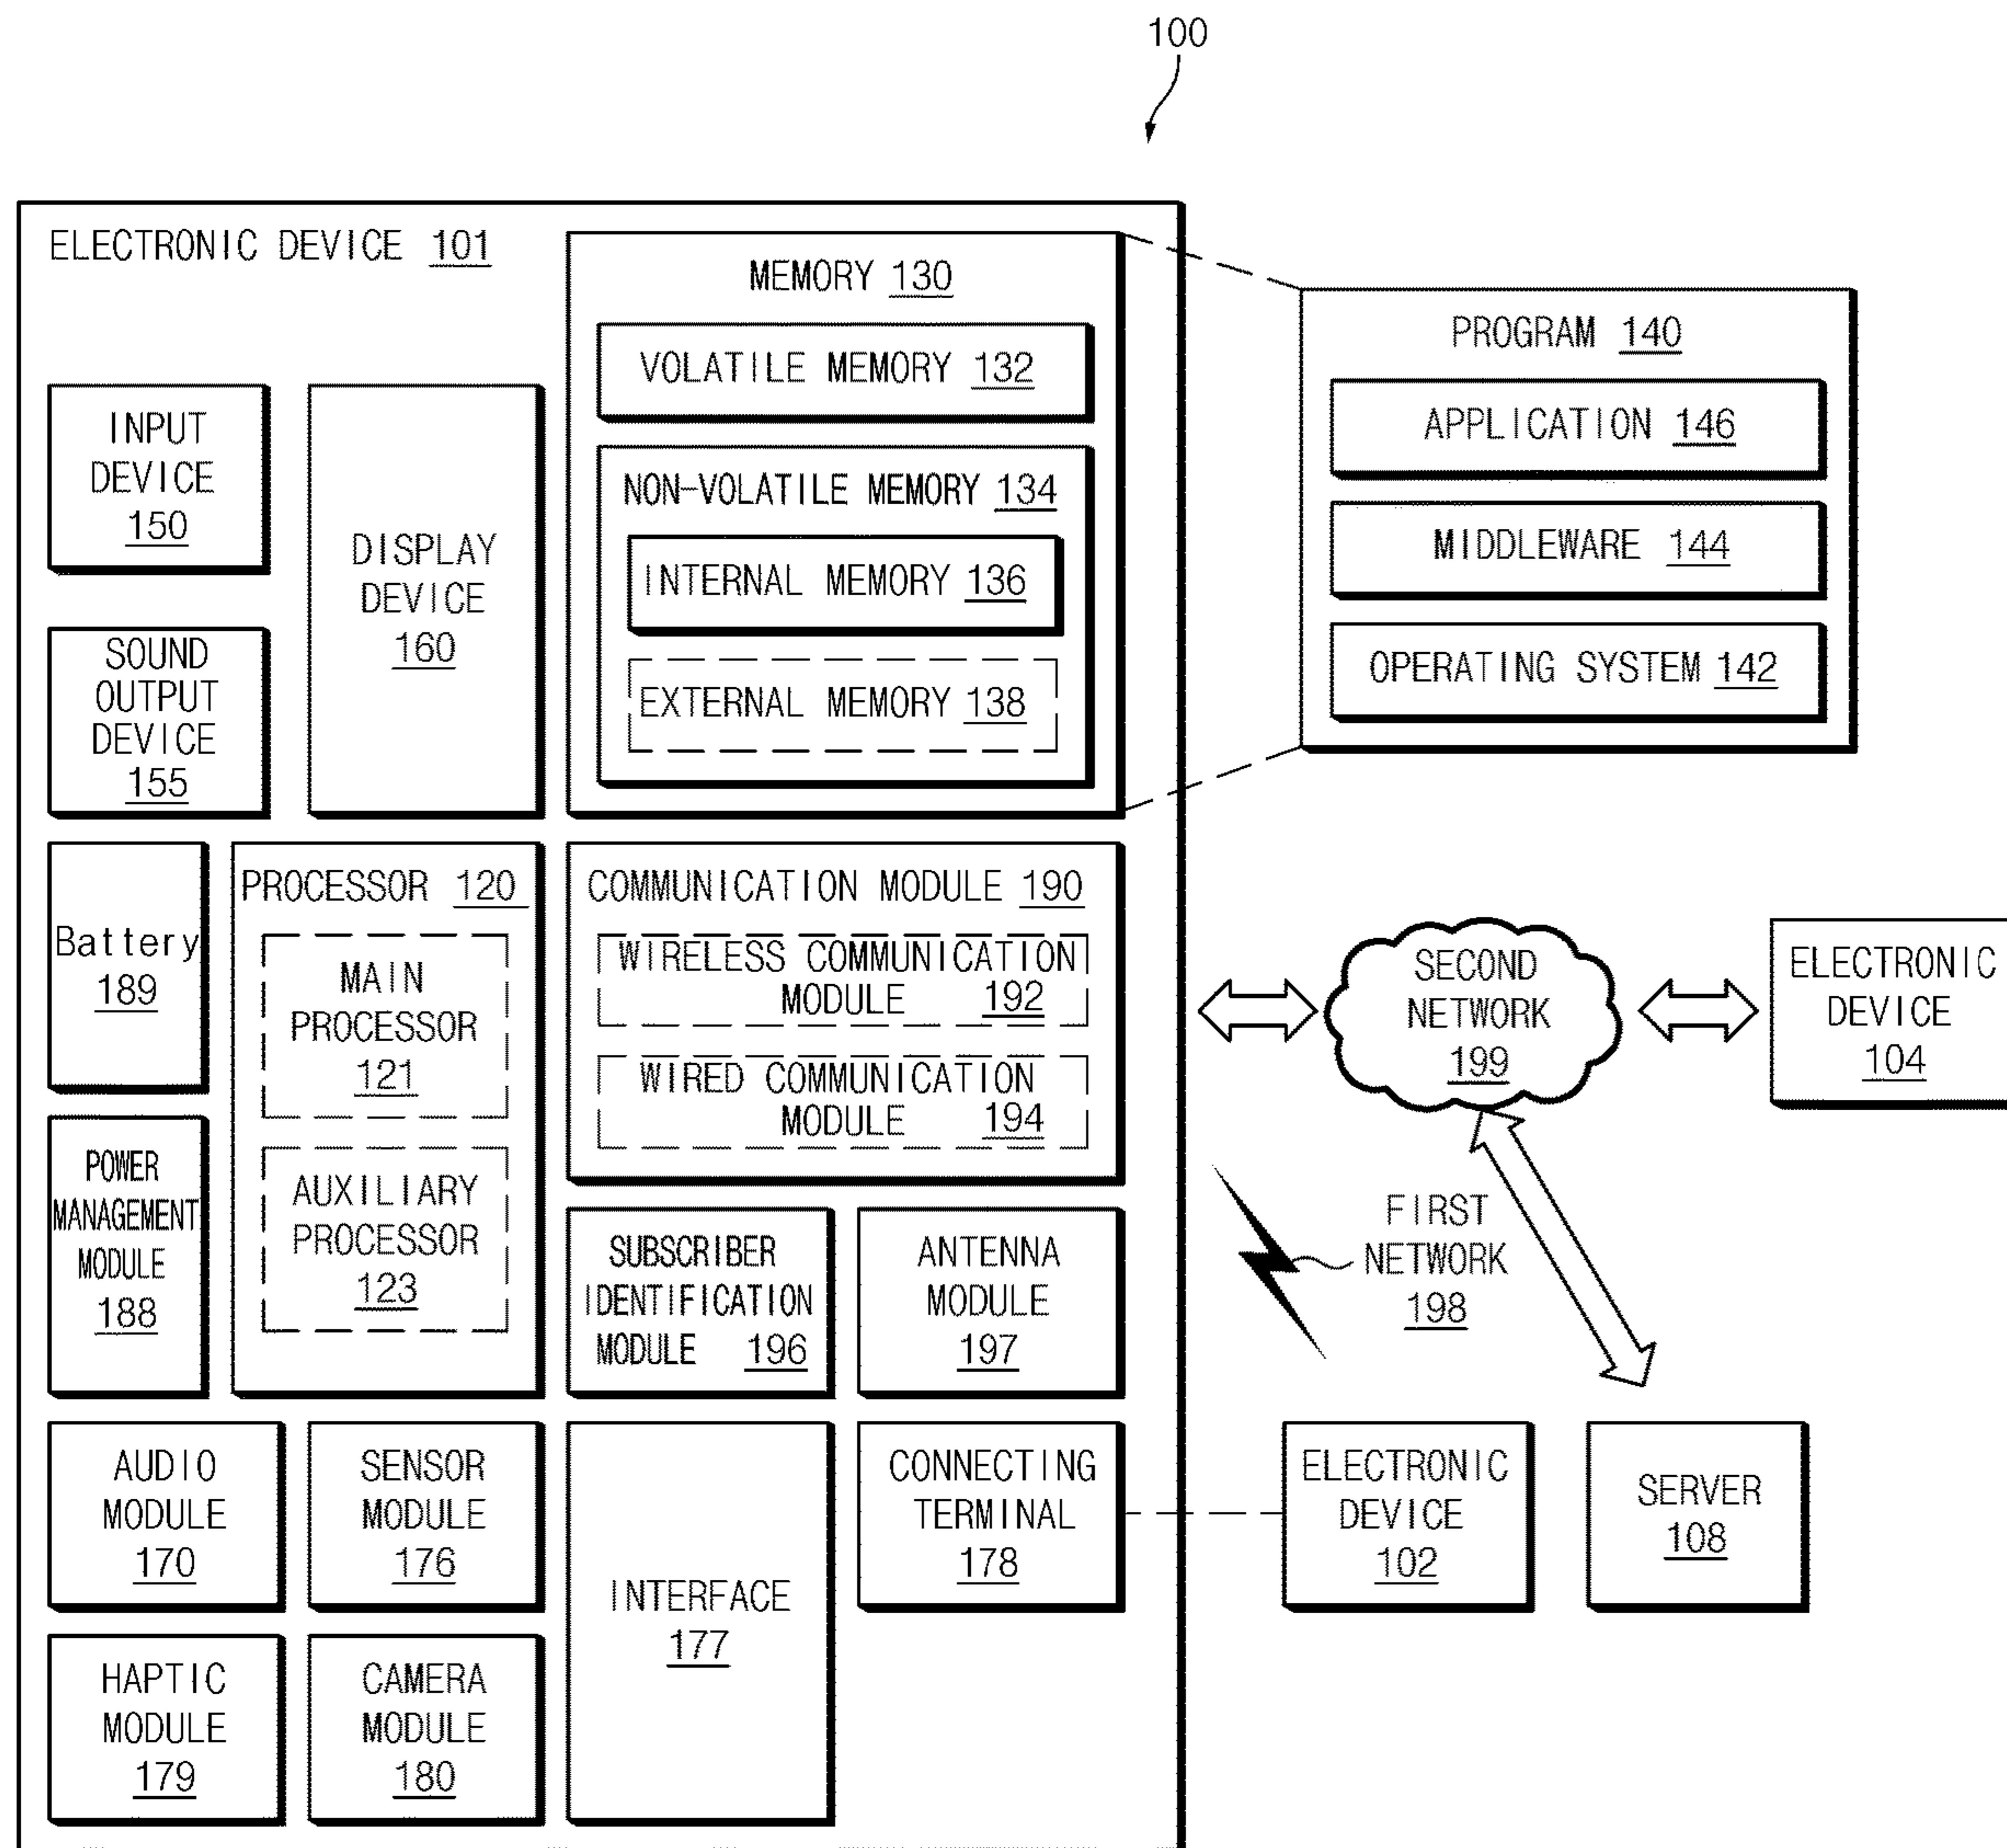 100
ELECTRONIC DEVICE 101
MEMORY 130
VOLATILE MEMORY 132
NON-VOLATILE MEMORY 134
INTERNAL MEMORY 136
EXTERNAL MEMORY 138
PROGRAM 140
APPLICATION 146
MIDDLEWARE 144
OPERATING SYSTEM 142
INPUT
DEVICE
150
SOUND
OUTPUT
DEVICE
155
DISPLAY
DEVICE
160
Battery
189
POWER
MANAGEMENT
MODULE
188
PROCESSOR 120
MAIN
PROCESSOR
121
AUXILIARY
PROCESSOR
123
COMMUNICATION MODULE 190
WIRELESS COMMUNICATION
MODULE 192
WIRED COMMUNICATION
MODULE 194
SUBSCRIBER
IDENTIFICATION
MODULE 196
ANTENNA
MODULE
197
SECOND
NETWORK
199
ELECTRONIC
DEVICE
104
FIRST
NETWORK
198
AUDIO
MODULE
170
SENSOR
MODULE
176
INTERFACE
177
CONNECTING
TERMINAL
178
ELECTRONIC
DEVICE
102
SERVER
108
HAPTIC
MODULE
179
CAMERA
MODULE
180